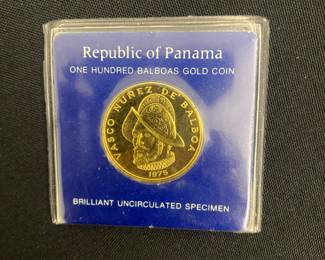 Republic of Panama
ONE HUNDRED BALBOAS GOLD COIN
VASCO NUÑEZ DE BALBOA
1975
BRILLIANT UNCIRCULATED SPECIMEN